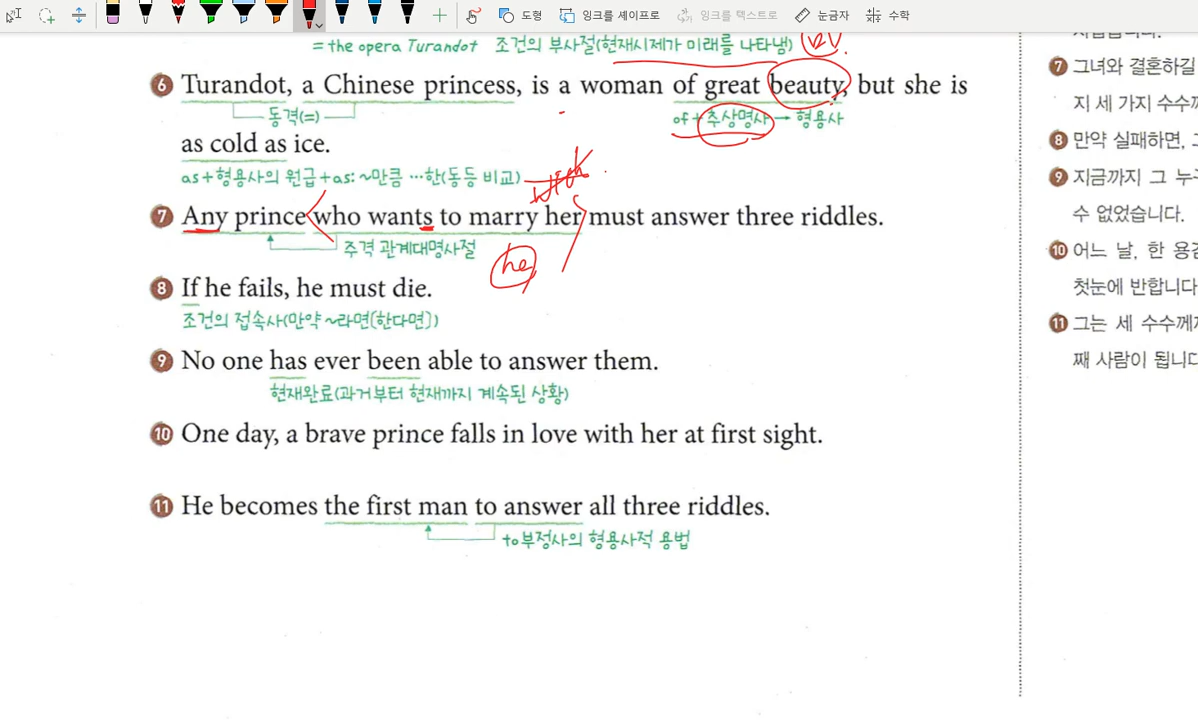 도형 잉크를 셰이프로 잉크를 텍스트로 눈금자 수학
= the opera Turandot 조건의 부사절(현재시제가 미래를 나타냄)
⑥ Turandot, a Chinese princess, is a woman of great beauty, but she is
동격(=) of+추상명사→형용사
as cold as ice.
as+형용사의 원급+as: ~만큼 …한(동등 비교)
⑦ Any prince who wants to marry her must answer three riddles.
주격 관계대명사절
he
⑧ If he fails, he must die.
조건의 접속사(만약 ~라면[한다면])
⑨ No one has ever been able to answer them.
현재완료(과거부터 현재까지 계속된 상황)
⑩ One day, a brave prince falls in love with her at first sight.
⑪ He becomes the first man to answer all three riddles.
to부정사의 형용사적 용법
⑦ 그녀와 결혼하길
지 세 가지 수수께
⑧ 만약 실패하면, 그
⑨ 지금까지 그 누구
수 없었습니다.
⑩ 어느 날, 한 용감
첫눈에 반합니다
⑪ 그는 세 수수께끼
째 사람이 됩니다